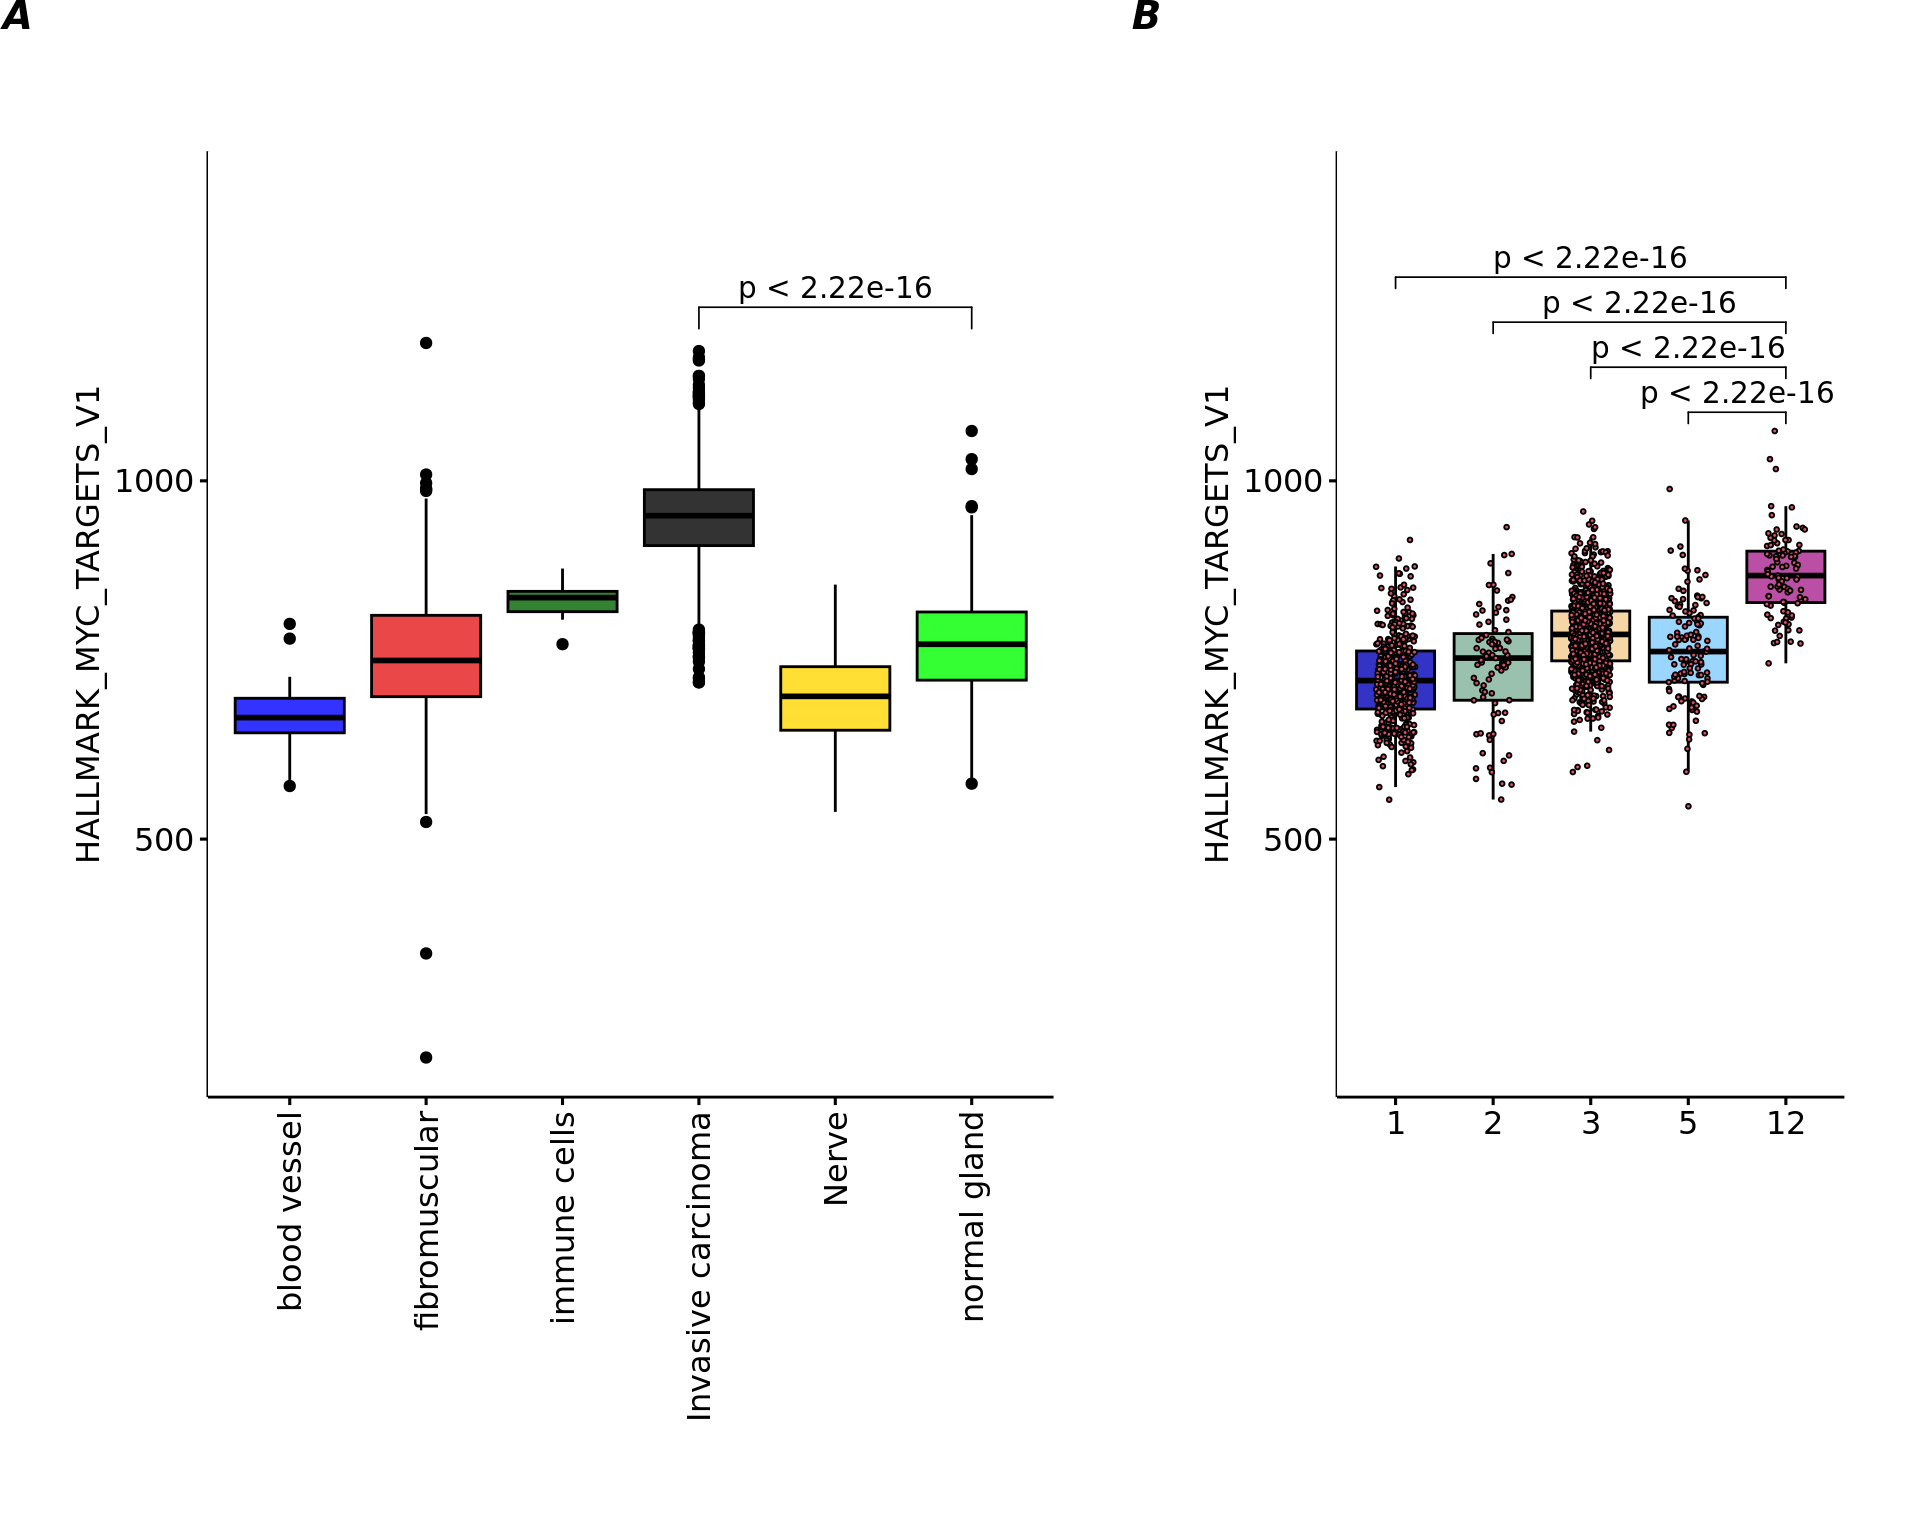 A
HALLMARK_MYC_TARGETS_V1
1000
500
p < 2.22e-16
blood vessel
fibromuscular
immune cells
Invasive carcinoma
Nerve
normal gland
B
HALLMARK_MYC_TARGETS_V1
1000
500
p < 2.22e-16
p < 2.22e-16
p < 2.22e-16
p < 2.22e-16
1
2
3
5
12